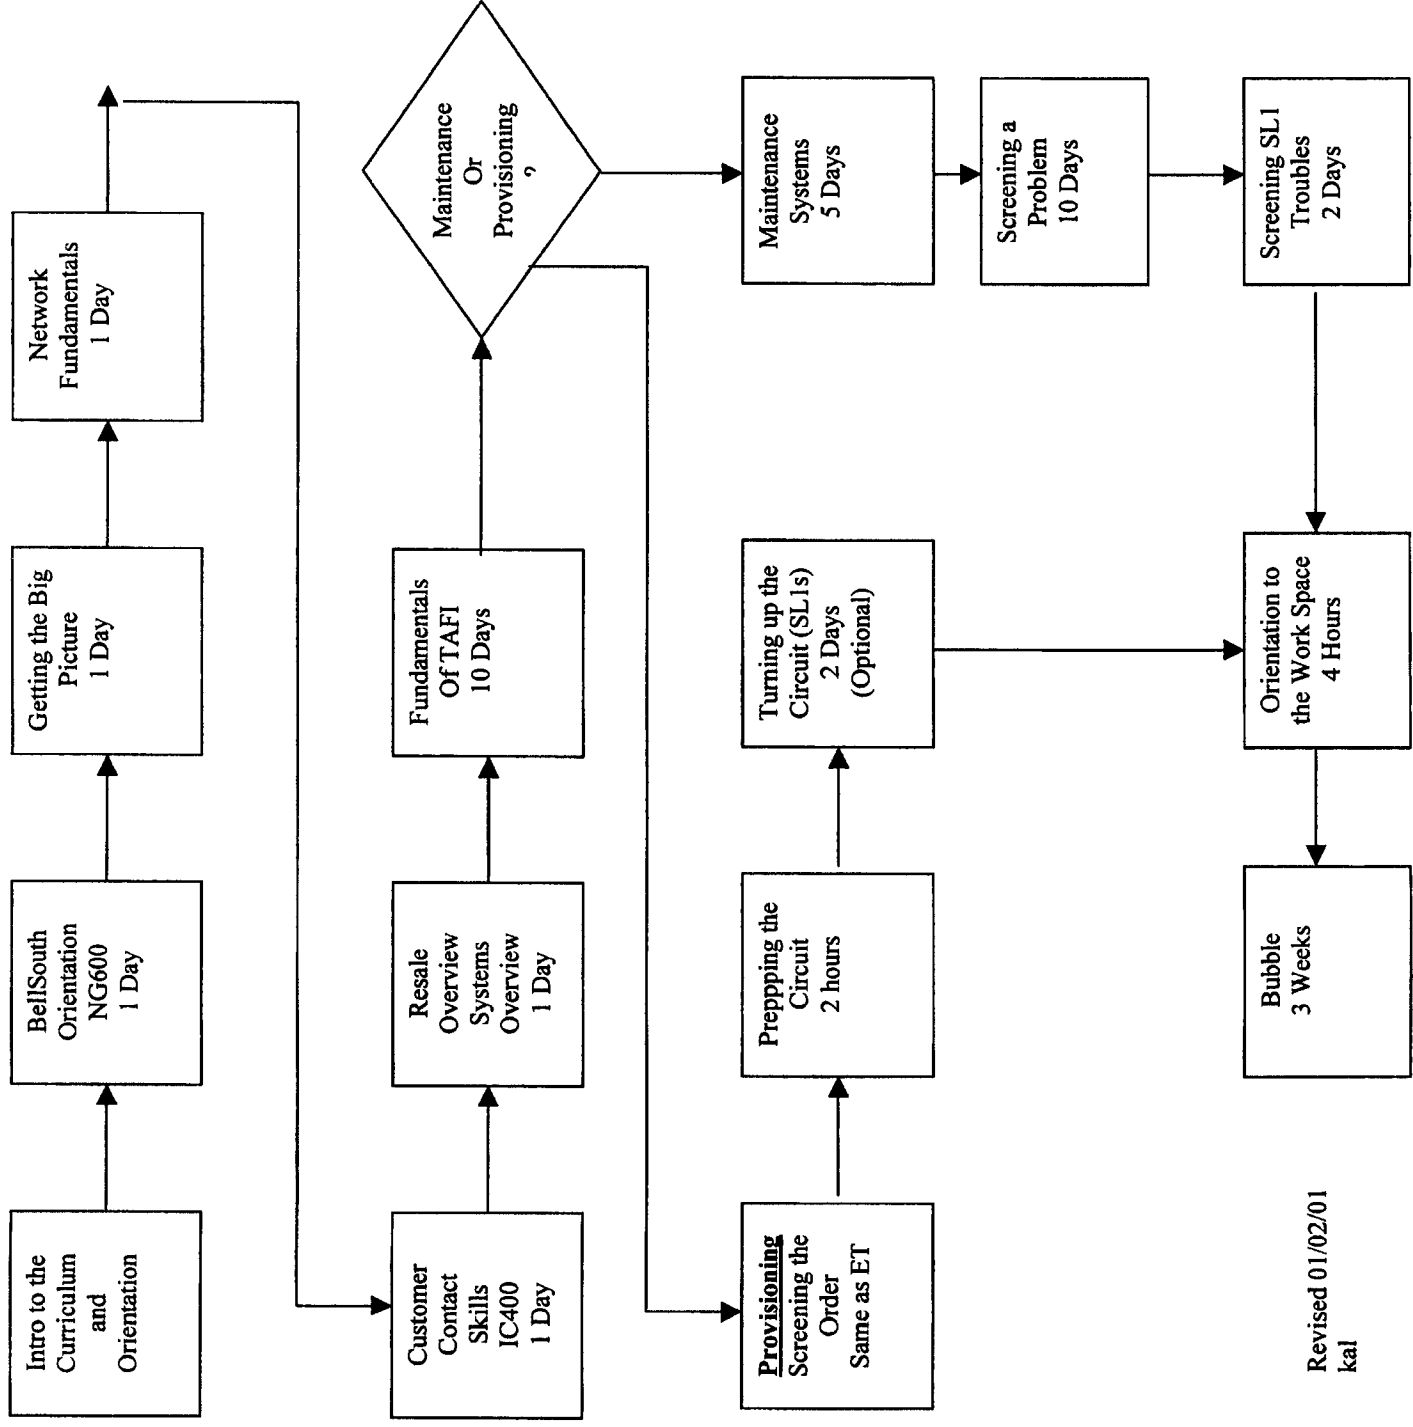 Intro to the
Curriculum
and
Orientation
BellSouth
Orientation
NG600
1 Day
Getting the Big
Picture
1 Day
Network
Fundamentals
1 Day
Customer
Contact
Skills
IC400
1 Day
Resale
Overview
Systems
Overview
1 Day
Fundamentals
Of TAFI
10 Days
Maintenance
Or
Provisioning
?
Provisioning
Screening the
Order
Same as ET
Preppping the
Circuit
2 hours
Turning up the
Circuit (SL1s)
2 Days
(Optional)
Maintenance
Systems
5 Days
Screening a
Problem
10 Days
Screening SL1
Troubles
2 Days
Orientation to
the Work Space
4 Hours
Bubble
3 Weeks
Revised 01/02/01
kal